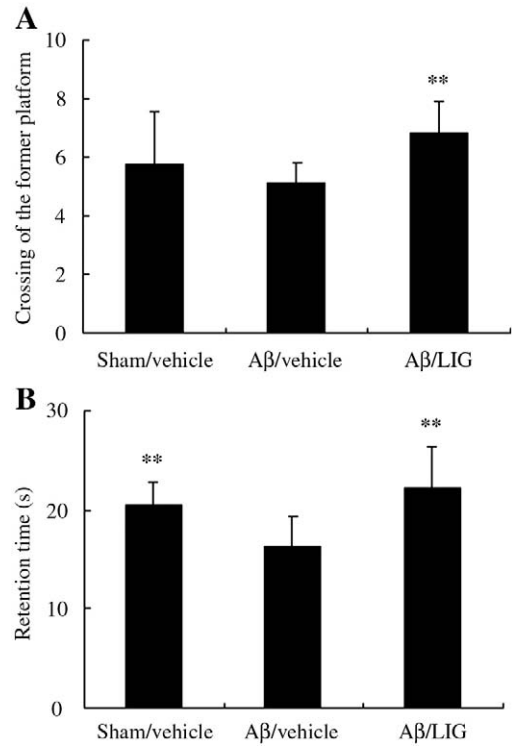 A
10
8
6
4
2
0
Crossing of the former platform
**
Sham/vehicle Aβ/vehicle Aβ/LIG
B
30
20
10
0
Retention time (s)
**
**
Sham/vehicle Aβ/vehicle Aβ/LIG